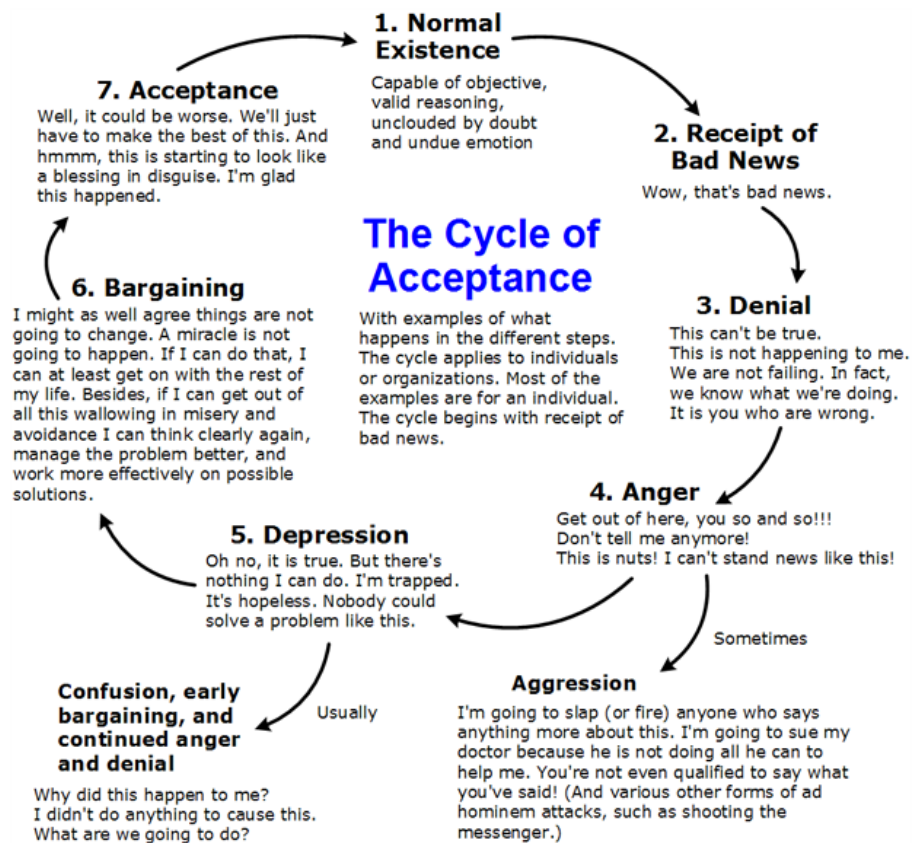 1. Normal
Existence
Capable of objective,
valid reasoning,
unclouded by doubt
and undue emotion
2. Receipt of
Bad News
Wow, that's bad news.
3. Denial
This can't be true.
This is not happening to me.
We are not failing. In fact,
we know what we're doing.
It is you who are wrong.
4. Anger
Get out of here, you so and so!!!
Don't tell me anymore!
This is nuts! I can't stand news like this!
Sometimes
Aggression
I'm going to slap (or fire) anyone who says
anything more about this. I'm going to sue my
doctor because he is not doing all he can to
help me. You're not even qualified to say what
you've said! (And various other forms of ad
hominem attacks, such as shooting the
messenger.)
5. Depression
Oh no, it is true. But there's
nothing I can do. I'm trapped.
It's hopeless. Nobody could
solve a problem like this.
Usually
Confusion, early
bargaining, and
continued anger
and denial
Why did this happen to me?
I didn't do anything to cause this.
What are we going to do?
6. Bargaining
I might as well agree things are not
going to change. A miracle is not
going to happen. If I can do that, I
can at least get on with the rest of
my life. Besides, if I can get out of
all this wallowing in misery and
avoidance I can think clearly again,
manage the problem better, and
work more effectively on possible
solutions.
7. Acceptance
Well, it could be worse. We'll just
have to make the best of this. And
hmmm, this is starting to look like
a blessing in disguise. I'm glad
this happened.
The Cycle of
Acceptance
With examples of what
happens in the different steps.
The cycle applies to individuals
or organizations. Most of the
examples are for an individual.
The cycle begins with receipt of
bad news.